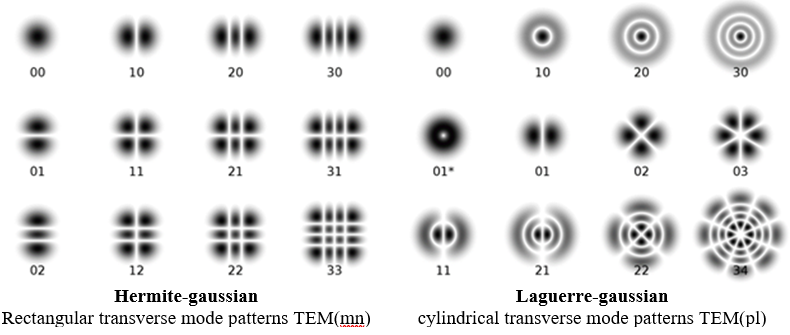 00 10 20 30 00 10 20 30
01 11 21 31 01* 01 02 03
02 12 22 33 11 21 22 34
Hermite-gaussian Laguerre-gaussian
Rectangular transverse mode patterns TEM(mn) cylindrical transverse mode patterns TEM(pl)